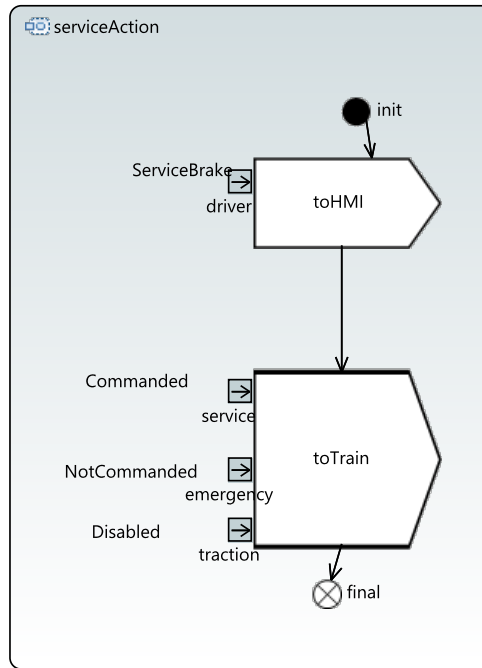 serviceAction
init
ServiceBrake
toHMI
driver
Commanded
service
toTrain
NotCommanded
emergency
Disabled
traction
final